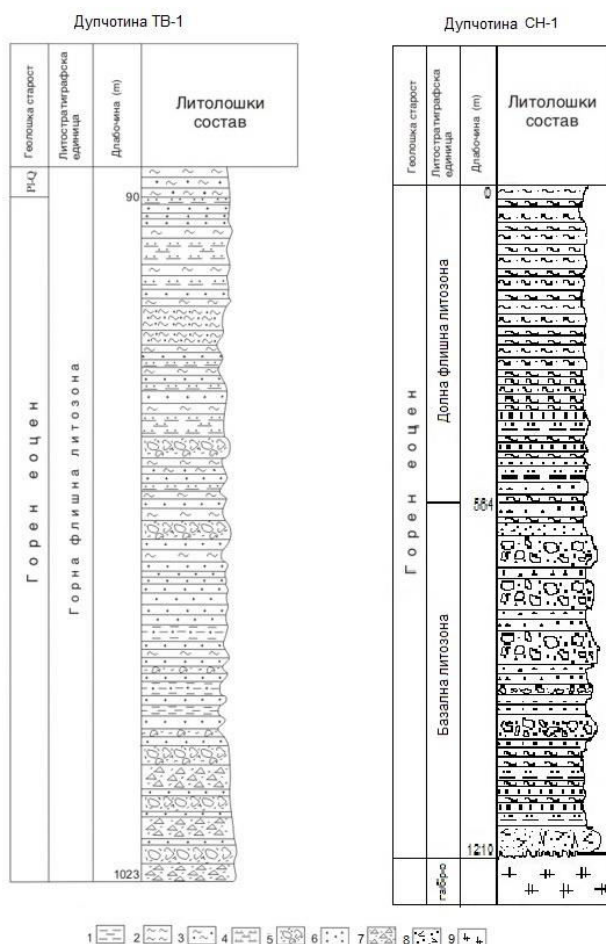 Дупчотина ТВ-1
Геолошка старост
Литостратиграфска единица
Длабочина (m)
Литолошки
состав
Pl-Q
90
Горен еоцен
Горна флишна литозона
1023
Дупчотина СН-1
Геолошка старост
Литостратиграфска единица
Длабочина (m)
Литолошки
состав
0
Горен еоцен
Долна флишна литозона
584
Базална литозона
1210
габро
1 2 3 4 5 6 7 8 9